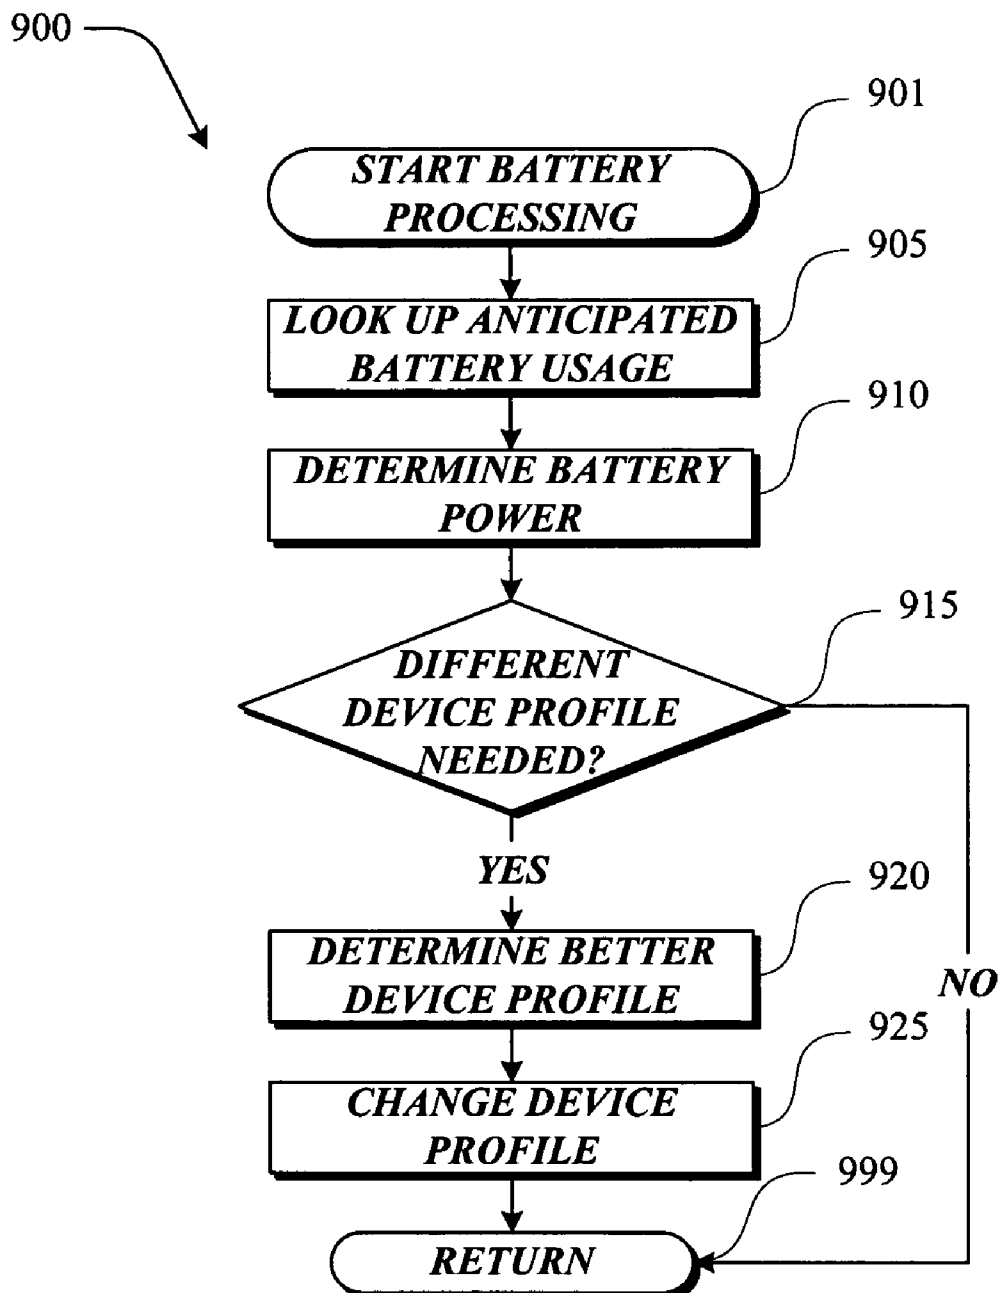 900
901
START BATTERY
PROCESSING
905
LOOK UP ANTICIPATED
BATTERY USAGE
910
DETERMINE BATTERY
POWER
915
DIFFERENT
DEVICE PROFILE
NEEDED?
YES
920
DETERMINE BETTER
DEVICE PROFILE
NO
925
CHANGE DEVICE
PROFILE
999
RETURN